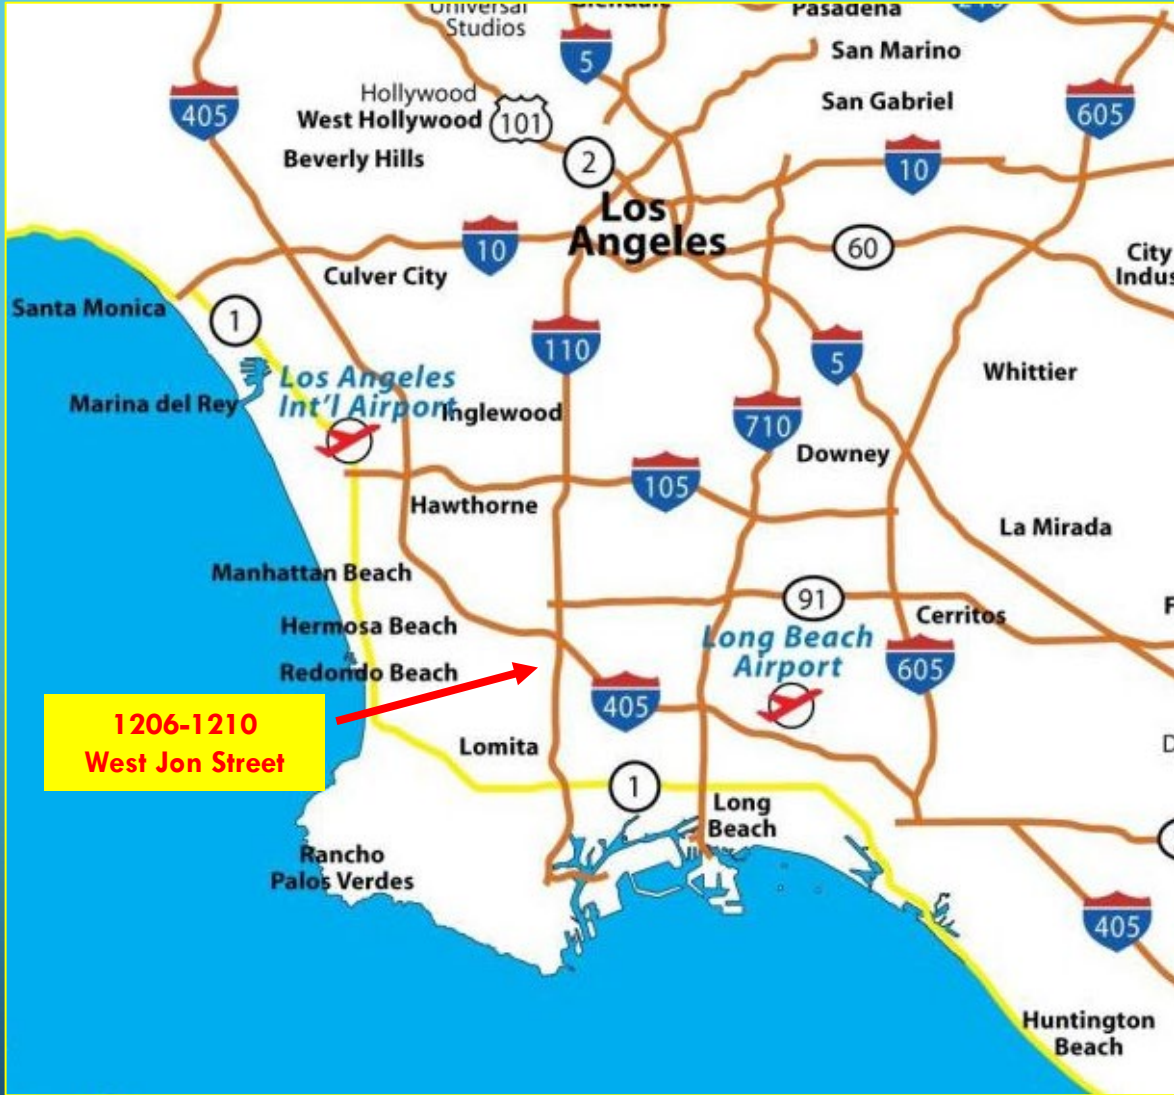 Universal
Studios
Glendale
Pasadena
210
5
San Marino
405
Hollywood
West Hollywood
101
San Gabriel
605
Beverly Hills
2
10
Los
Angeles
10
60
City
Indus
Culver City
Santa Monica
1
110
5
Whittier
Los Angeles
Int'l Airport
Marina del Rey
Inglewood
710
Downey
105
Hawthorne
La Mirada
Manhattan Beach
91
Cerritos
F
Hermosa Beach
Long Beach
Airport
Redondo Beach
605
405
1206-1210
West Jon Street
Lomita
D
1
Long
Beach
Rancho
Palos Verdes
405
Huntington
Beach